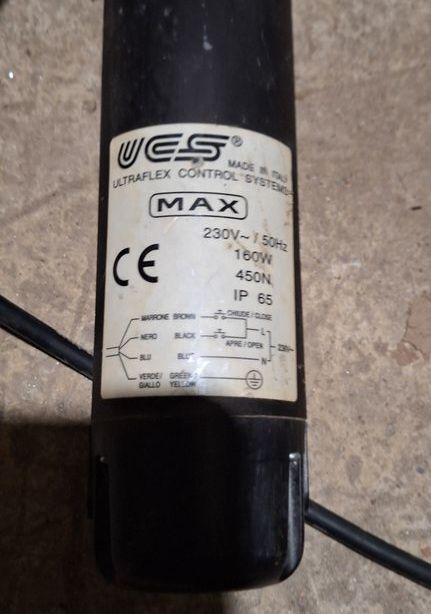 UCS®
MADE IN ITALY
ULTRAFLEX CONTROL SYSTEMS
MAX
230V~ / 50Hz
160W
450N
IP 65
CE
MARRONE BROWN CHIUDE / CLOSE
NERO BLACK L
APRE / OPEN 230V~
BLU BLUE N
VERDE/ GREEN/
GIALLO YELLOW